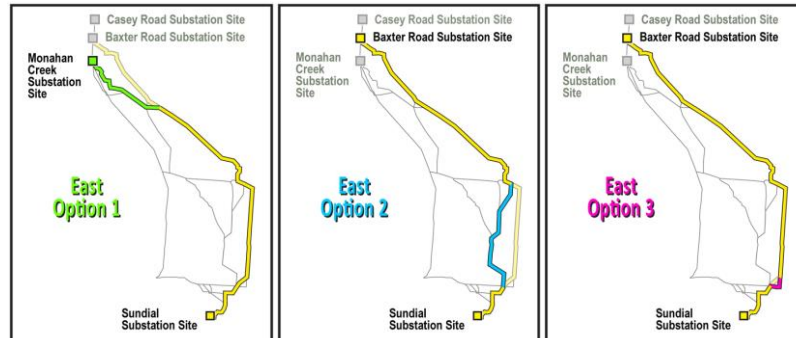 Casey Road Substation Site
Baxter Road Substation Site
Monahan
Creek
Substation
Site
East
Option 1
Sundial
Substation Site
Casey Road Substation Site
Baxter Road Substation Site
Monahan
Creek
Substation
Site
East
Option 2
Sundial
Substation Site
Casey Road Substation Site
Baxter Road Substation Site
Monahan
Creek
Substation
Site
East
Option 3
Sundial
Substation Site